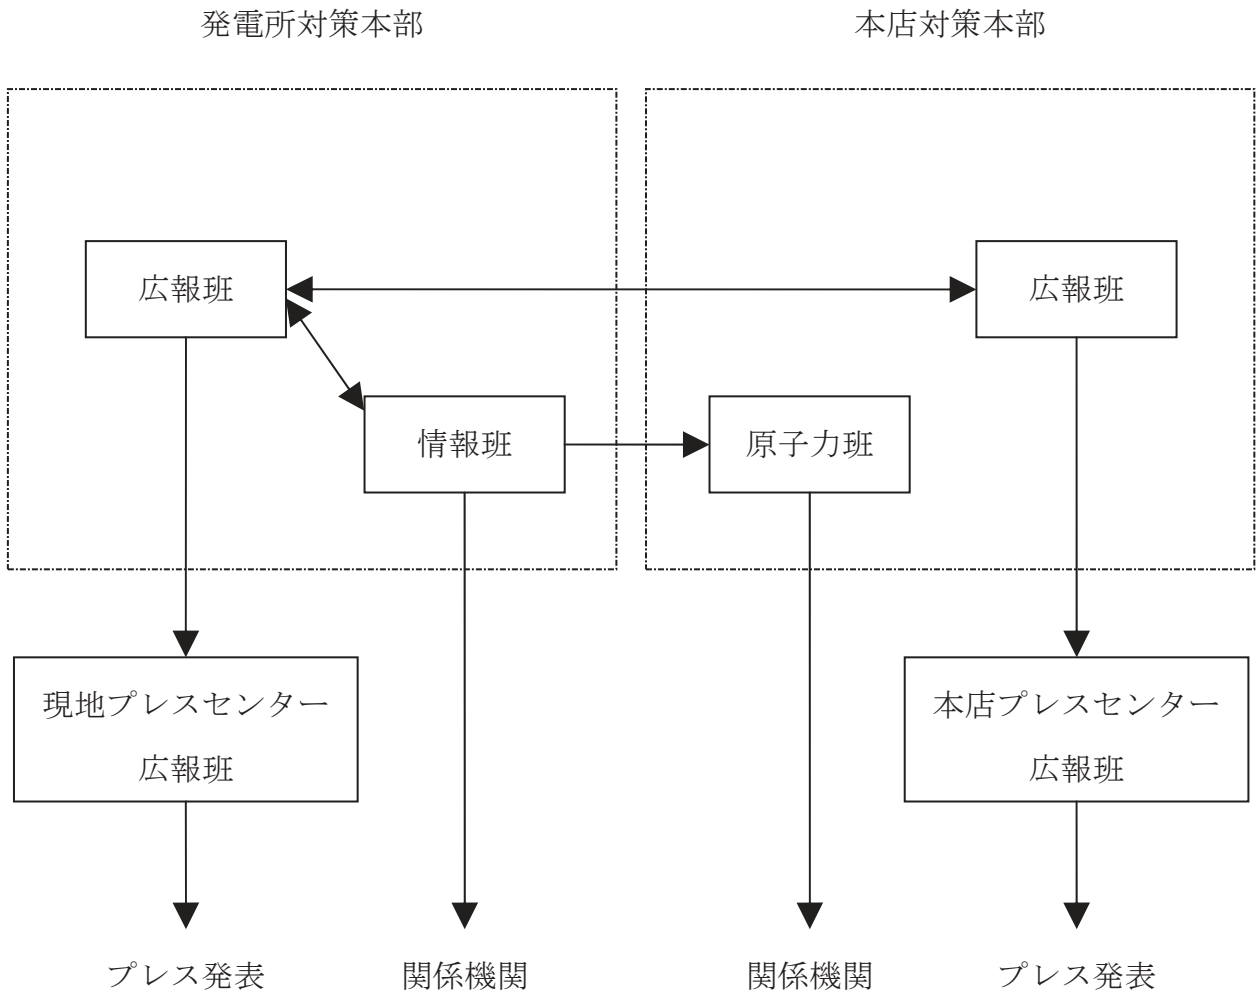 発電所対策本部
本店対策本部
広報班
広報班
情報班
原子力班
現地プレスセンター
広報班
本店プレスセンター
広報班
プレス発表
関係機関
関係機関
プレス発表